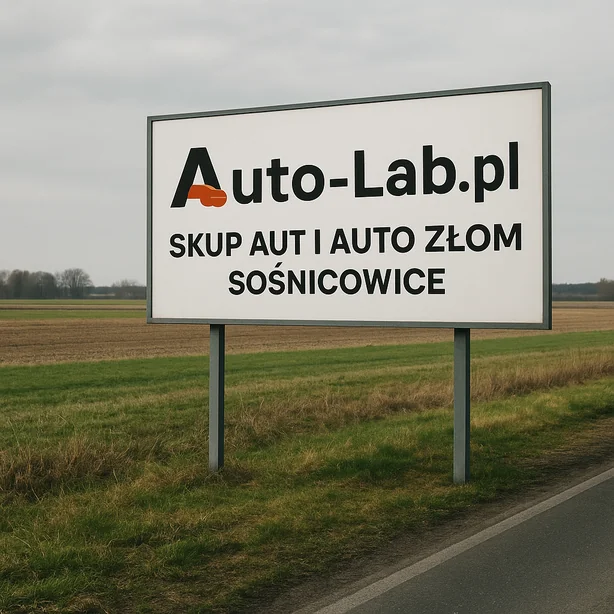 Auto-Lab.pl
SKUP AUT I AUTO ZŁOM
SOŚNICOWICE